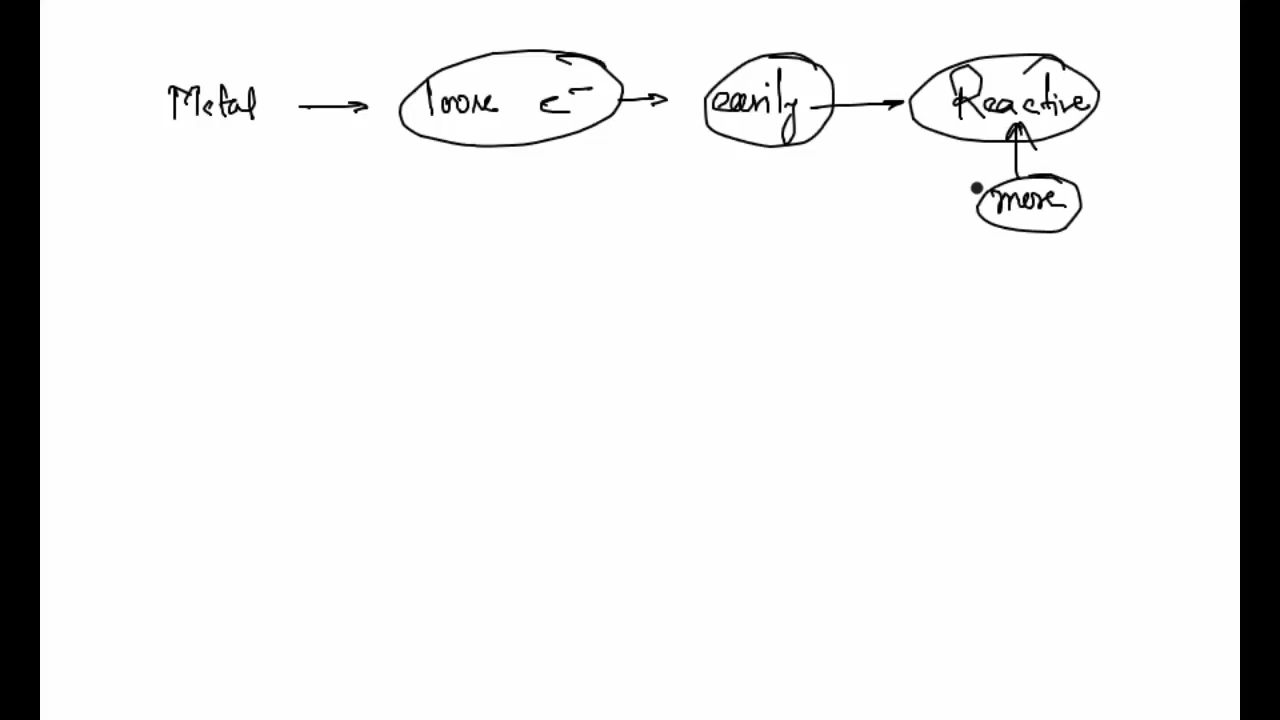 Metal → loose e⁻ → easily → Reactive
more